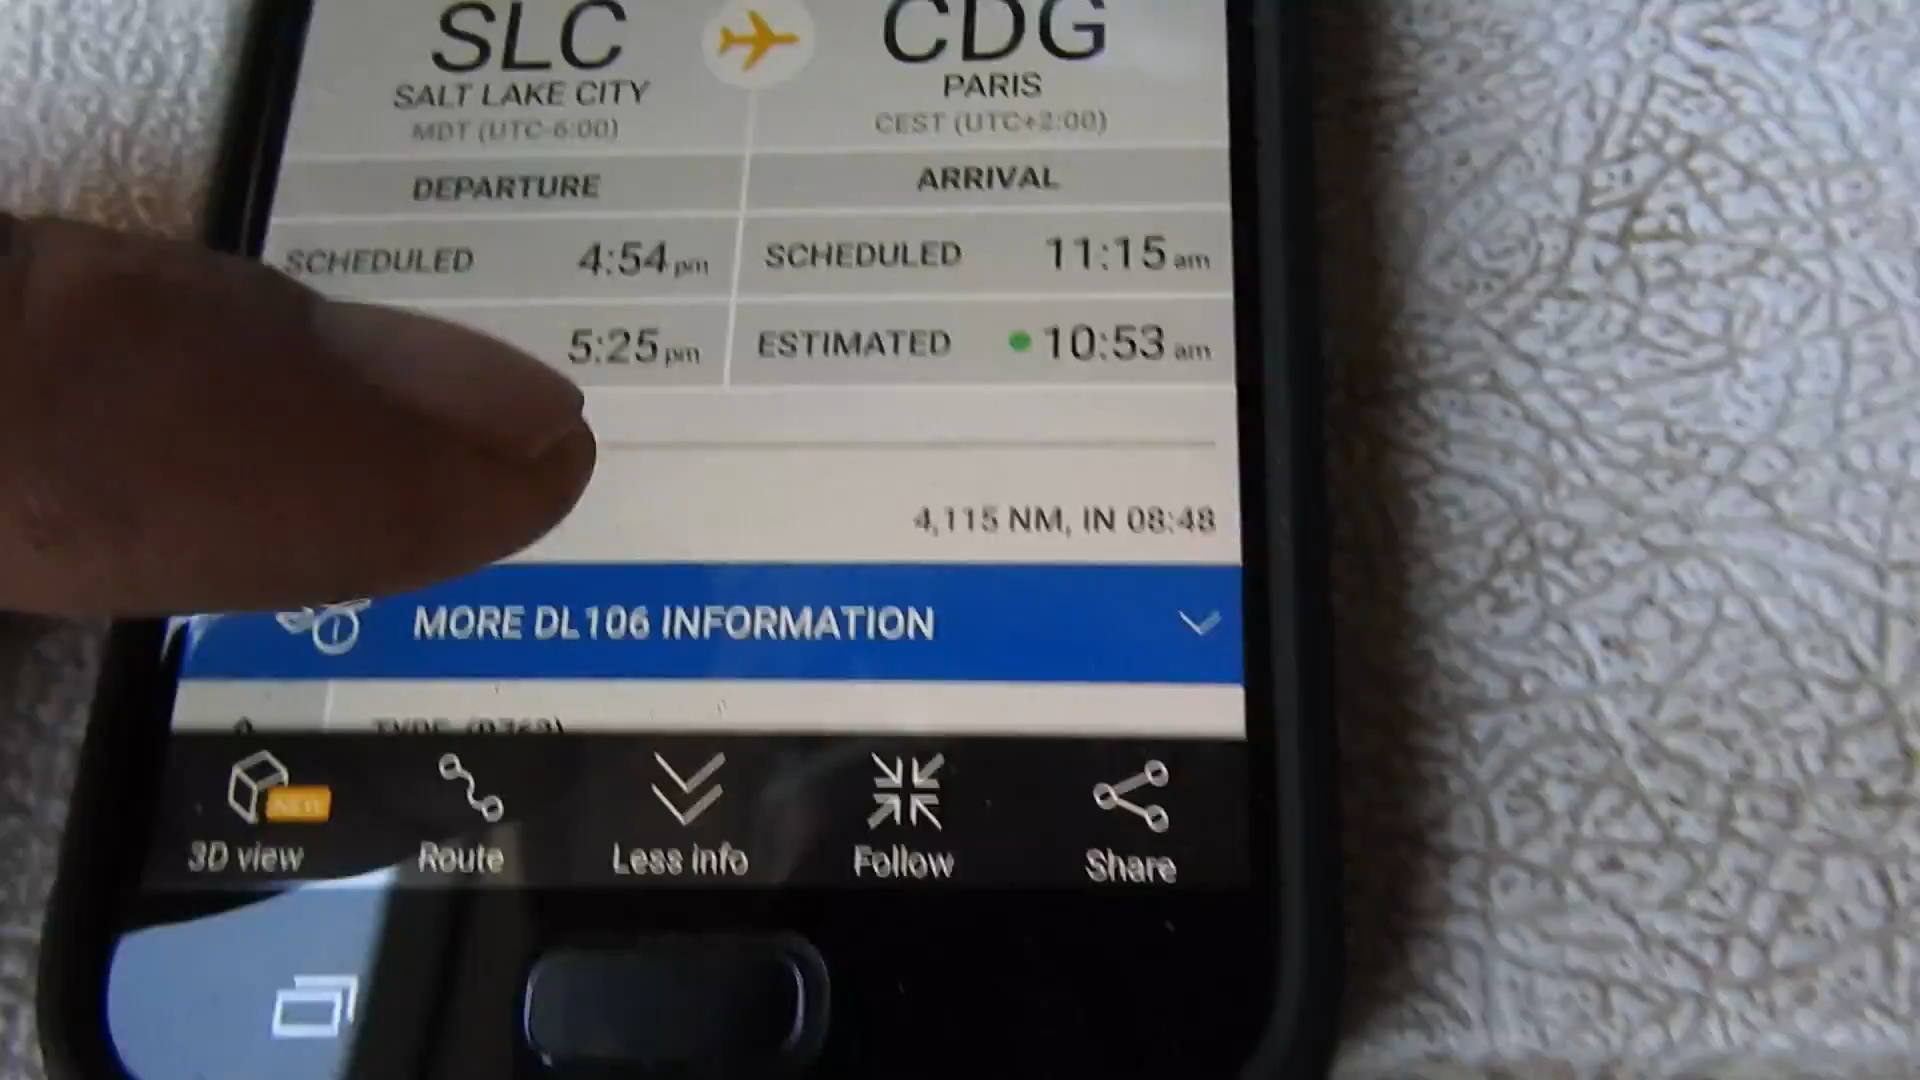 SLC CDG
SALT LAKE CITY PARIS
MDT (UTC-6:00) CEST (UTC+2:00)
DEPARTURE ARRIVAL
SCHEDULED 4:54 pm SCHEDULED 11:15 am
5:25 pm ESTIMATED 10:53 am
4,115 NM, IN 08:48
MORE DL106 INFORMATION
TYPE
NEW
3D view Route Less info Follow Share